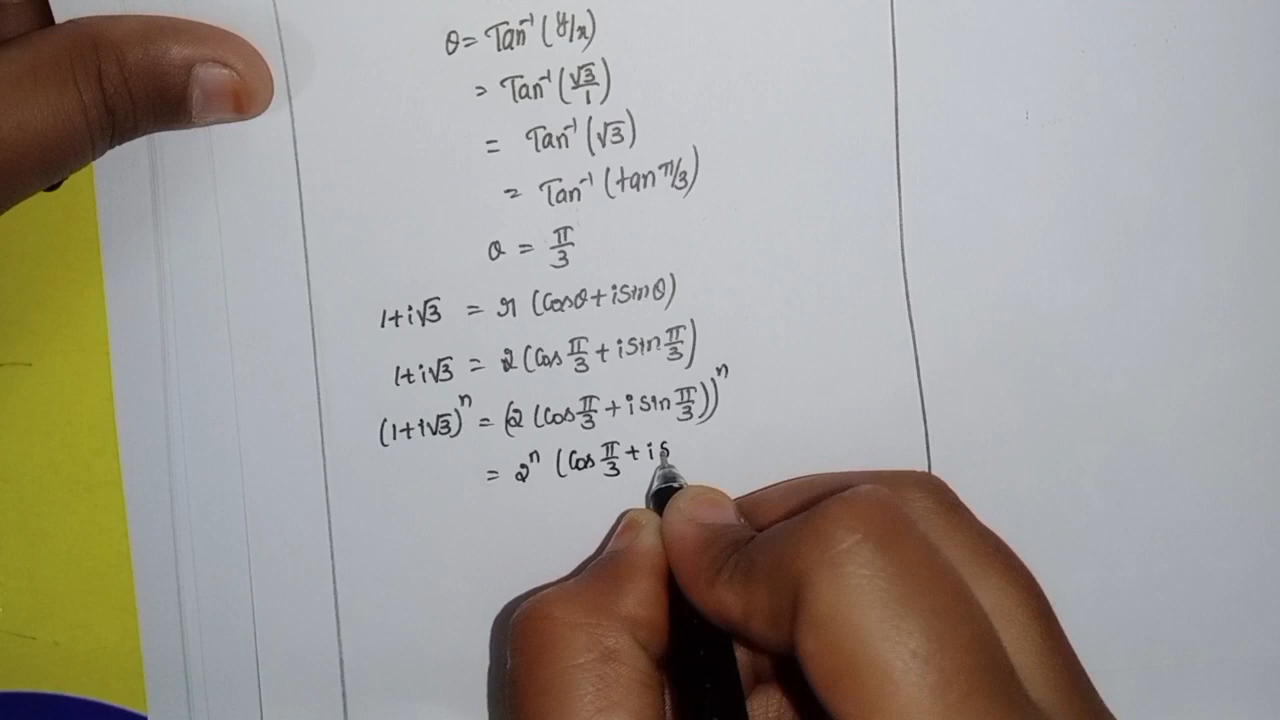 θ = Tan⁻¹(y/x)
= Tan⁻¹(√3/1)
= Tan⁻¹(√3)
= Tan⁻¹(tan π/3)
θ = π/3
1+i√3 = r (Cosθ + iSinθ)
1+i√3 = 2(Cos π/3 + iSin π/3)
(1+i√3)ⁿ = (2 (Cos π/3 + i Sin π/3))ⁿ
= 2ⁿ (Cos π/3 + i S